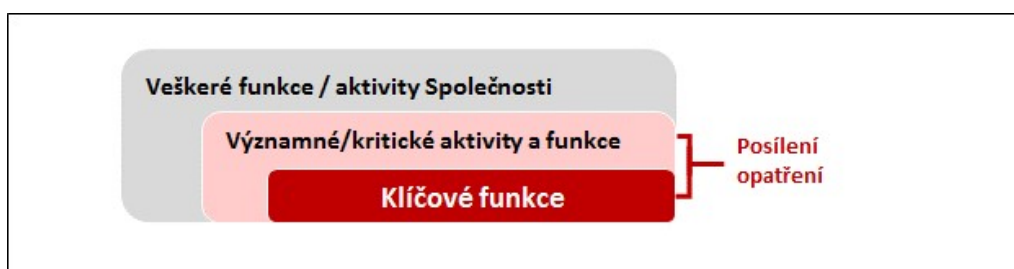 Veškeré funkce / aktivity Společnosti
Významné/kritické aktivity a funkce
Klíčové funkce
Posílení
opatření